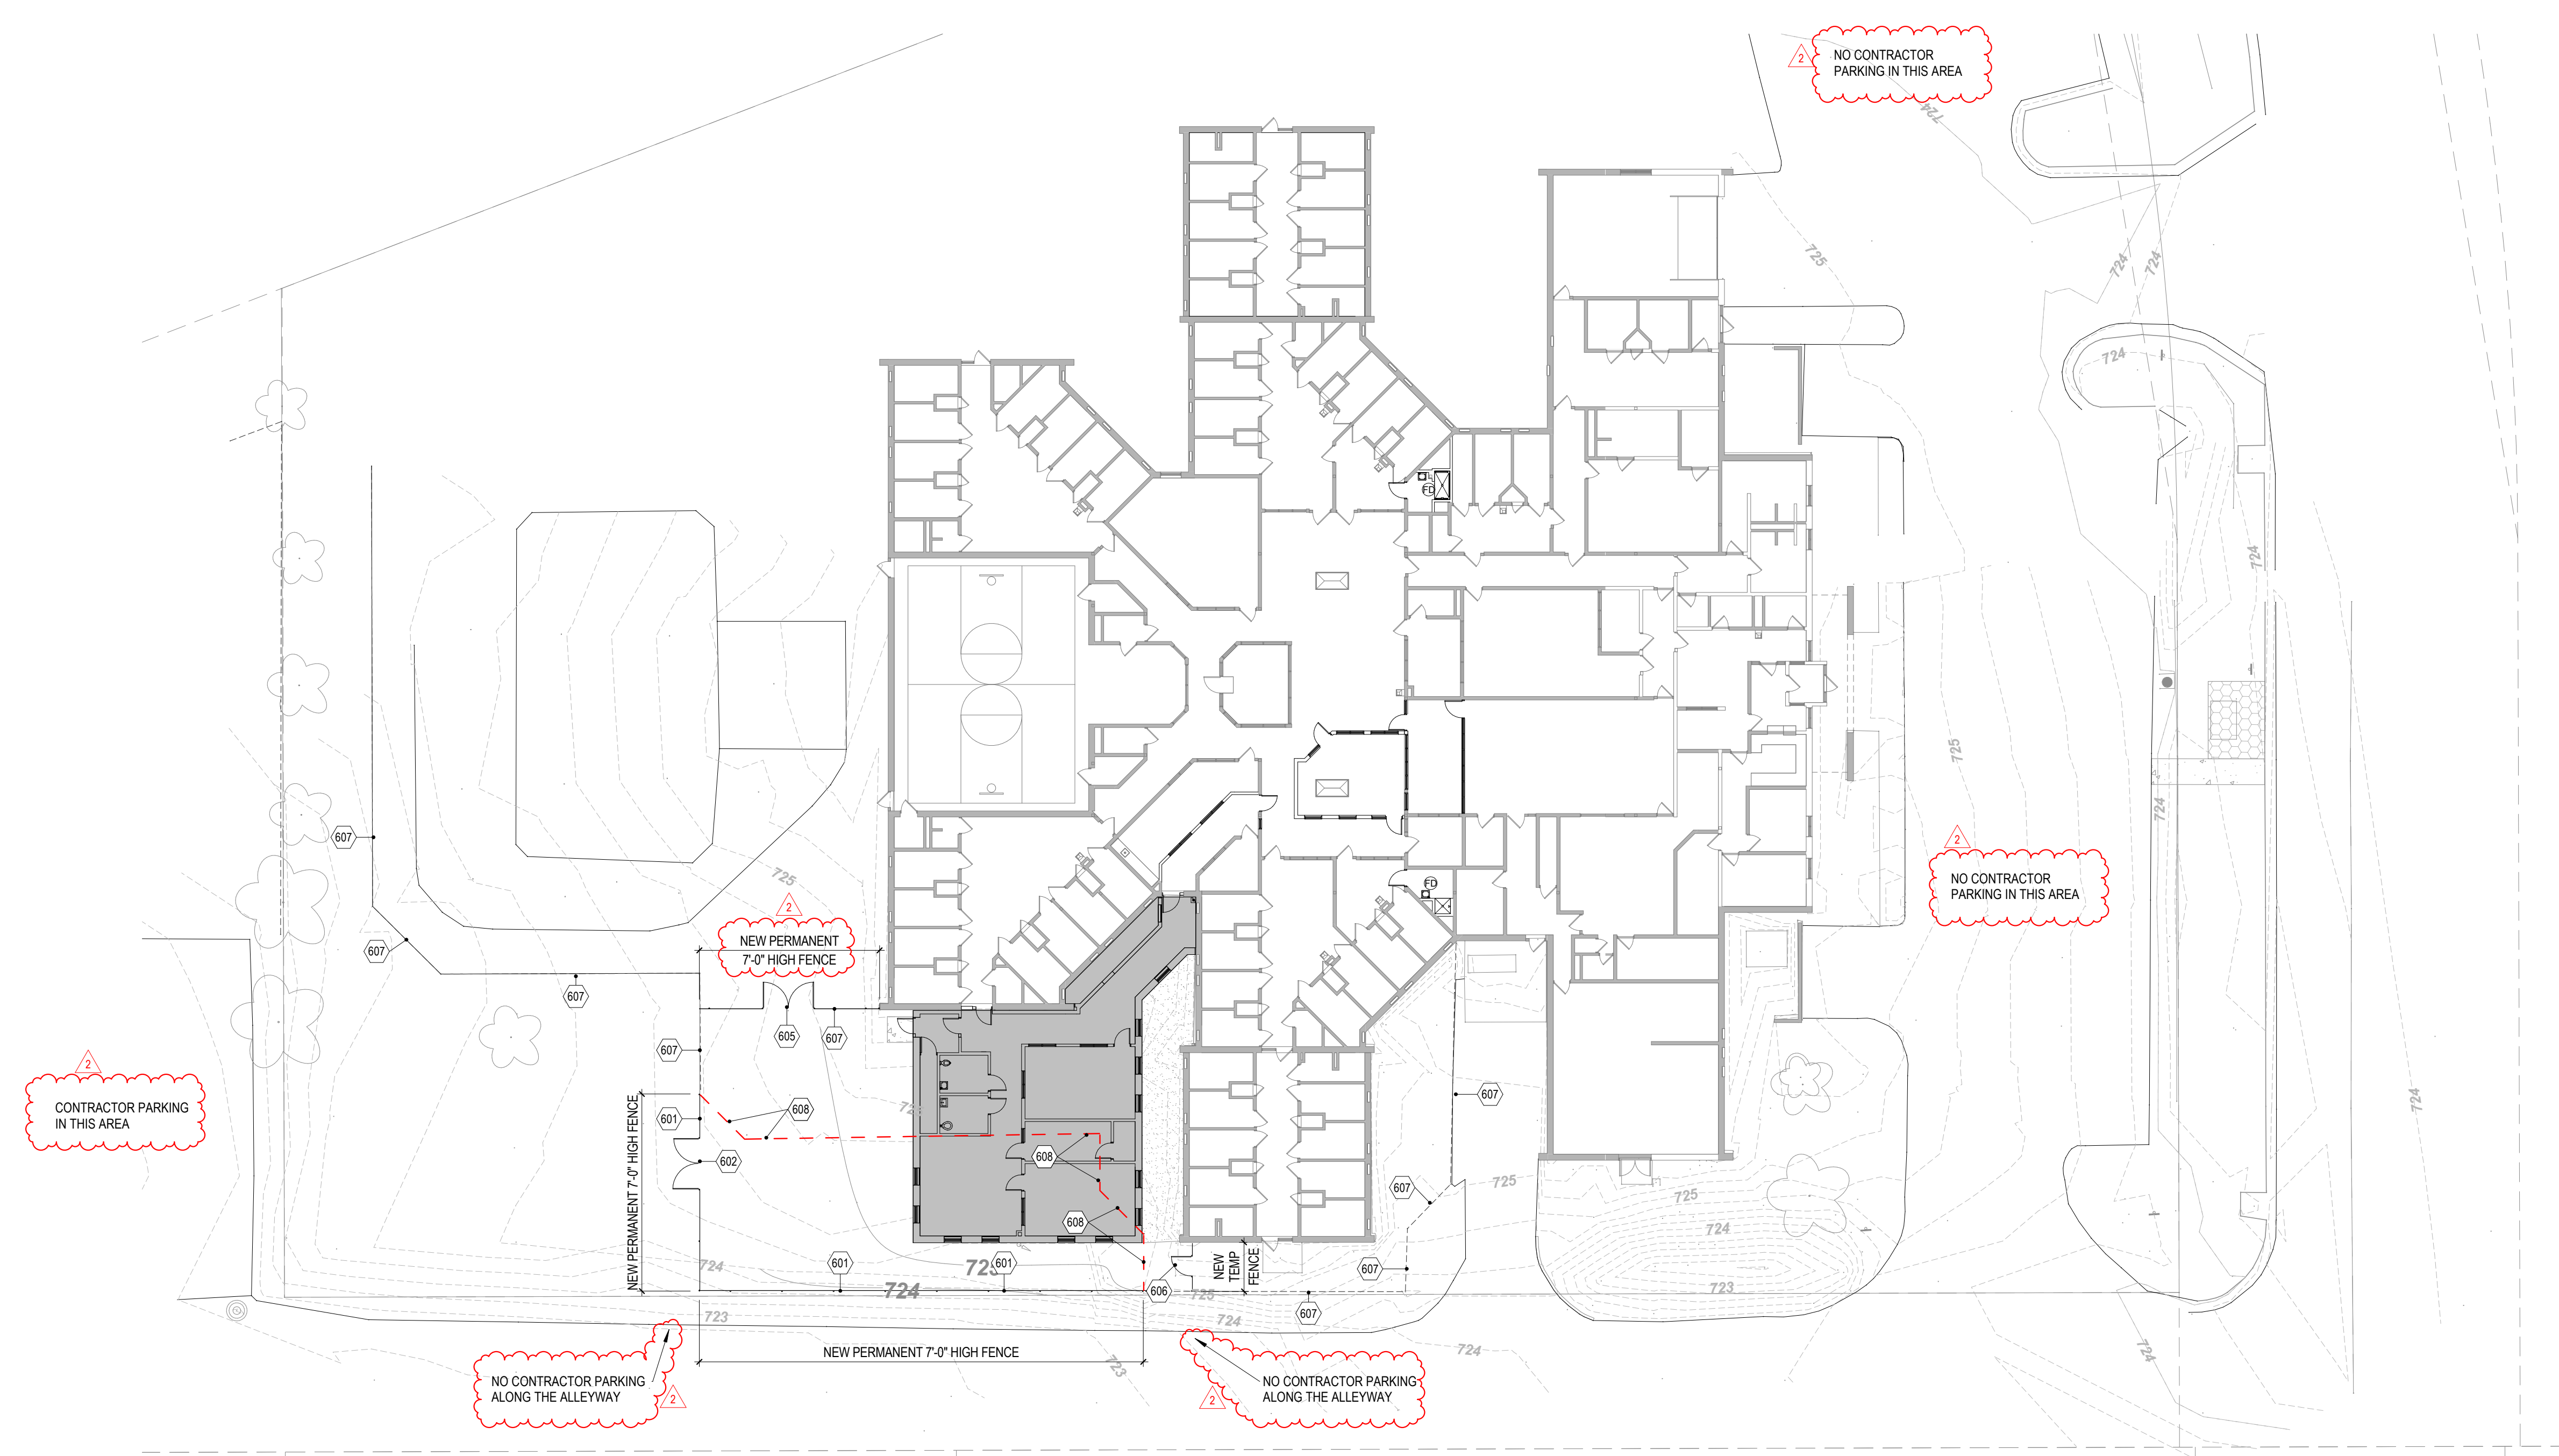 2
NO CONTRACTOR
PARKING IN THIS AREA
724
725
724
724
724
FD
724
607
725
724
2
725
2
NO CONTRACTOR
PARKING IN THIS AREA
FD
2
NEW PERMANENT
7'-0" HIGH FENCE
607
607
605
607
607
2
CONTRACTOR PARKING
IN THIS AREA
NEW PERMANENT 7'-0" HIGH FENCE
601
608
607
724
602
608
607
725
725
608
724
724
601
723
601
NEW
TEMP
FENCE
607
724
606
725
723
607
723
724
NEW PERMANENT 7'-0" HIGH FENCE
723
724
724
NO CONTRACTOR PARKING
ALONG THE ALLEYWAY
2
NO CONTRACTOR PARKING
ALONG THE ALLEYWAY
2